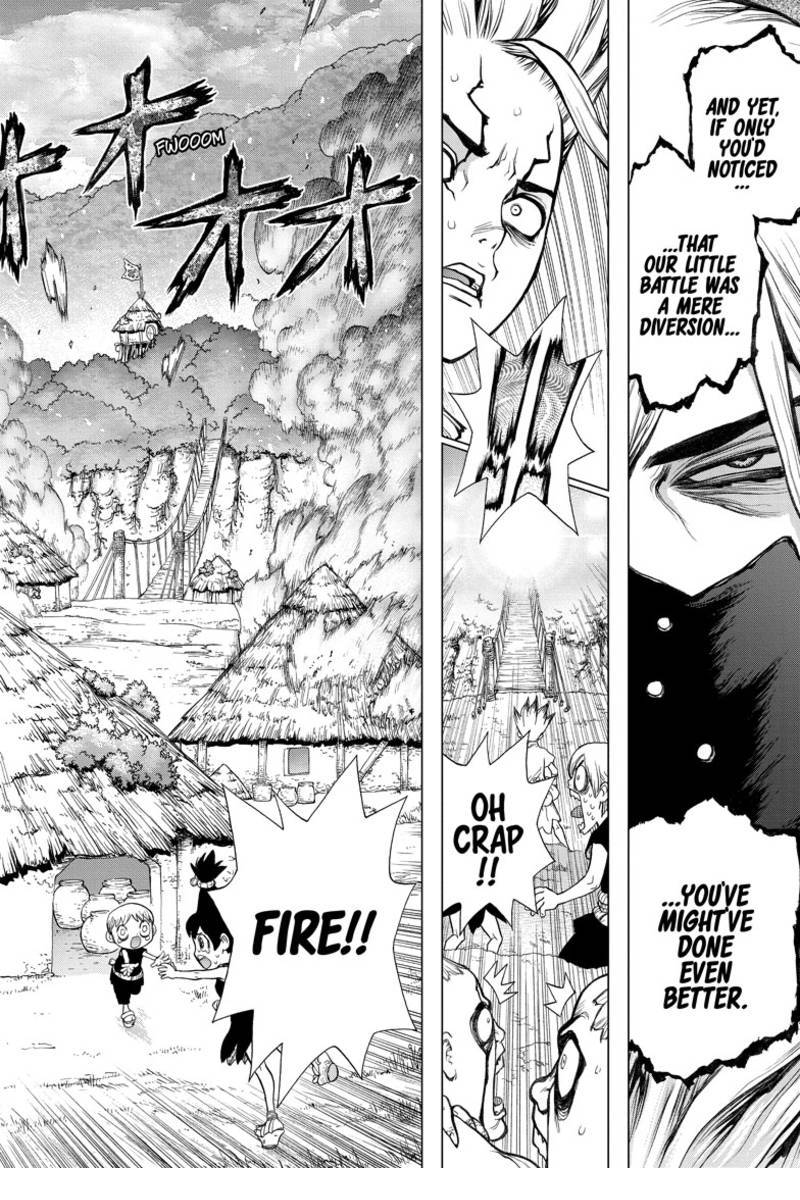 AND YET,
IF ONLY
YOU'D
NOTICED
...
...THAT
OUR LITTLE
BATTLE WAS
A MERE
DIVERSION...
...YOU'VE
MIGHT'VE
DONE
EVEN
BETTER.
OH
CRAP
!!
オオオオ
FWOOOM
FIRE!!